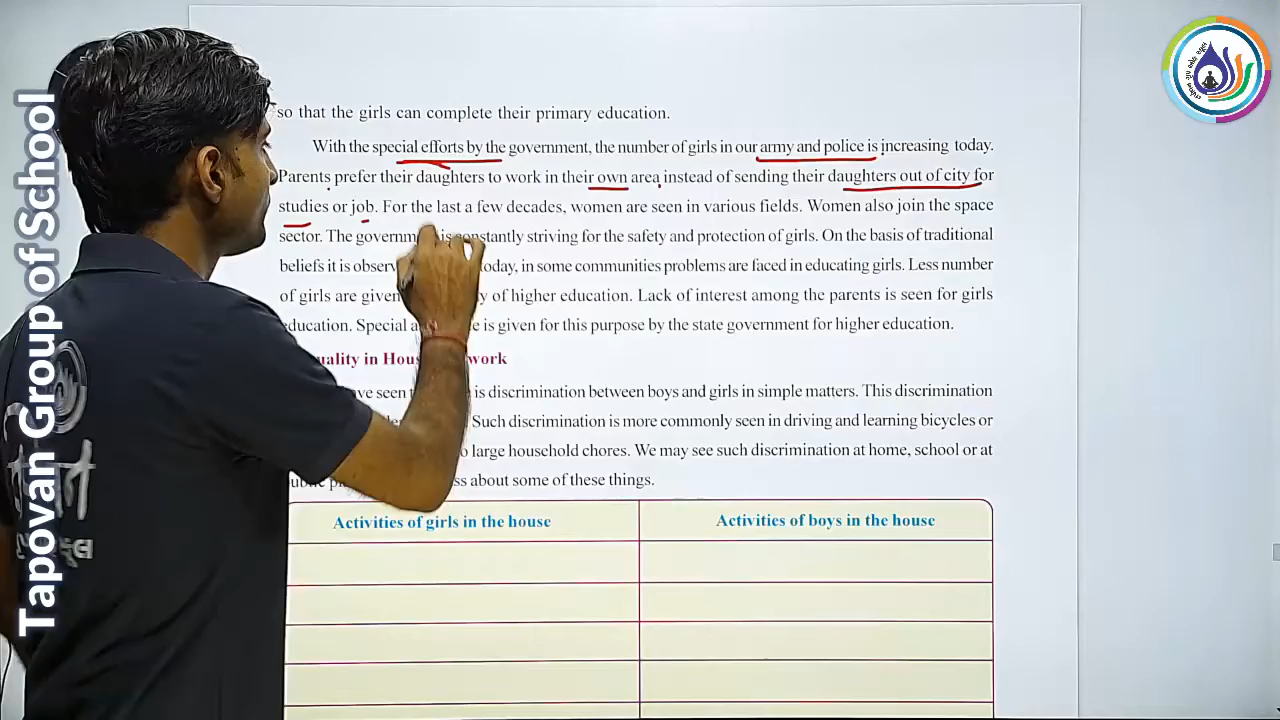 so that the girls can complete their primary education.
With the special efforts by the government, the number of girls in our army and police is increasing today.
Parents prefer their daughters to work in their own area instead of sending their daughters out of city for
studies or job. For the last a few decades, women are seen in various fields. Women also join the space
sector. The governm is constantly striving for the safety and protection of girls. On the basis of traditional
beliefs it is observ today, in some communities problems are faced in educating girls. Less number
of girls are given y of higher education. Lack of interest among the parents is seen for girls
education. Special a e is given for this purpose by the state government for higher education.
uality in Hou work
ve seen is discrimination between boys and girls in simple matters. This discrimination
Such discrimination is more commonly seen in driving and learning bicycles or
o large household chores. We may see such discrimination at home, school or at
ss about some of these things.
Activities of girls in the house
Activities of boys in the house
Tapovan Group of School